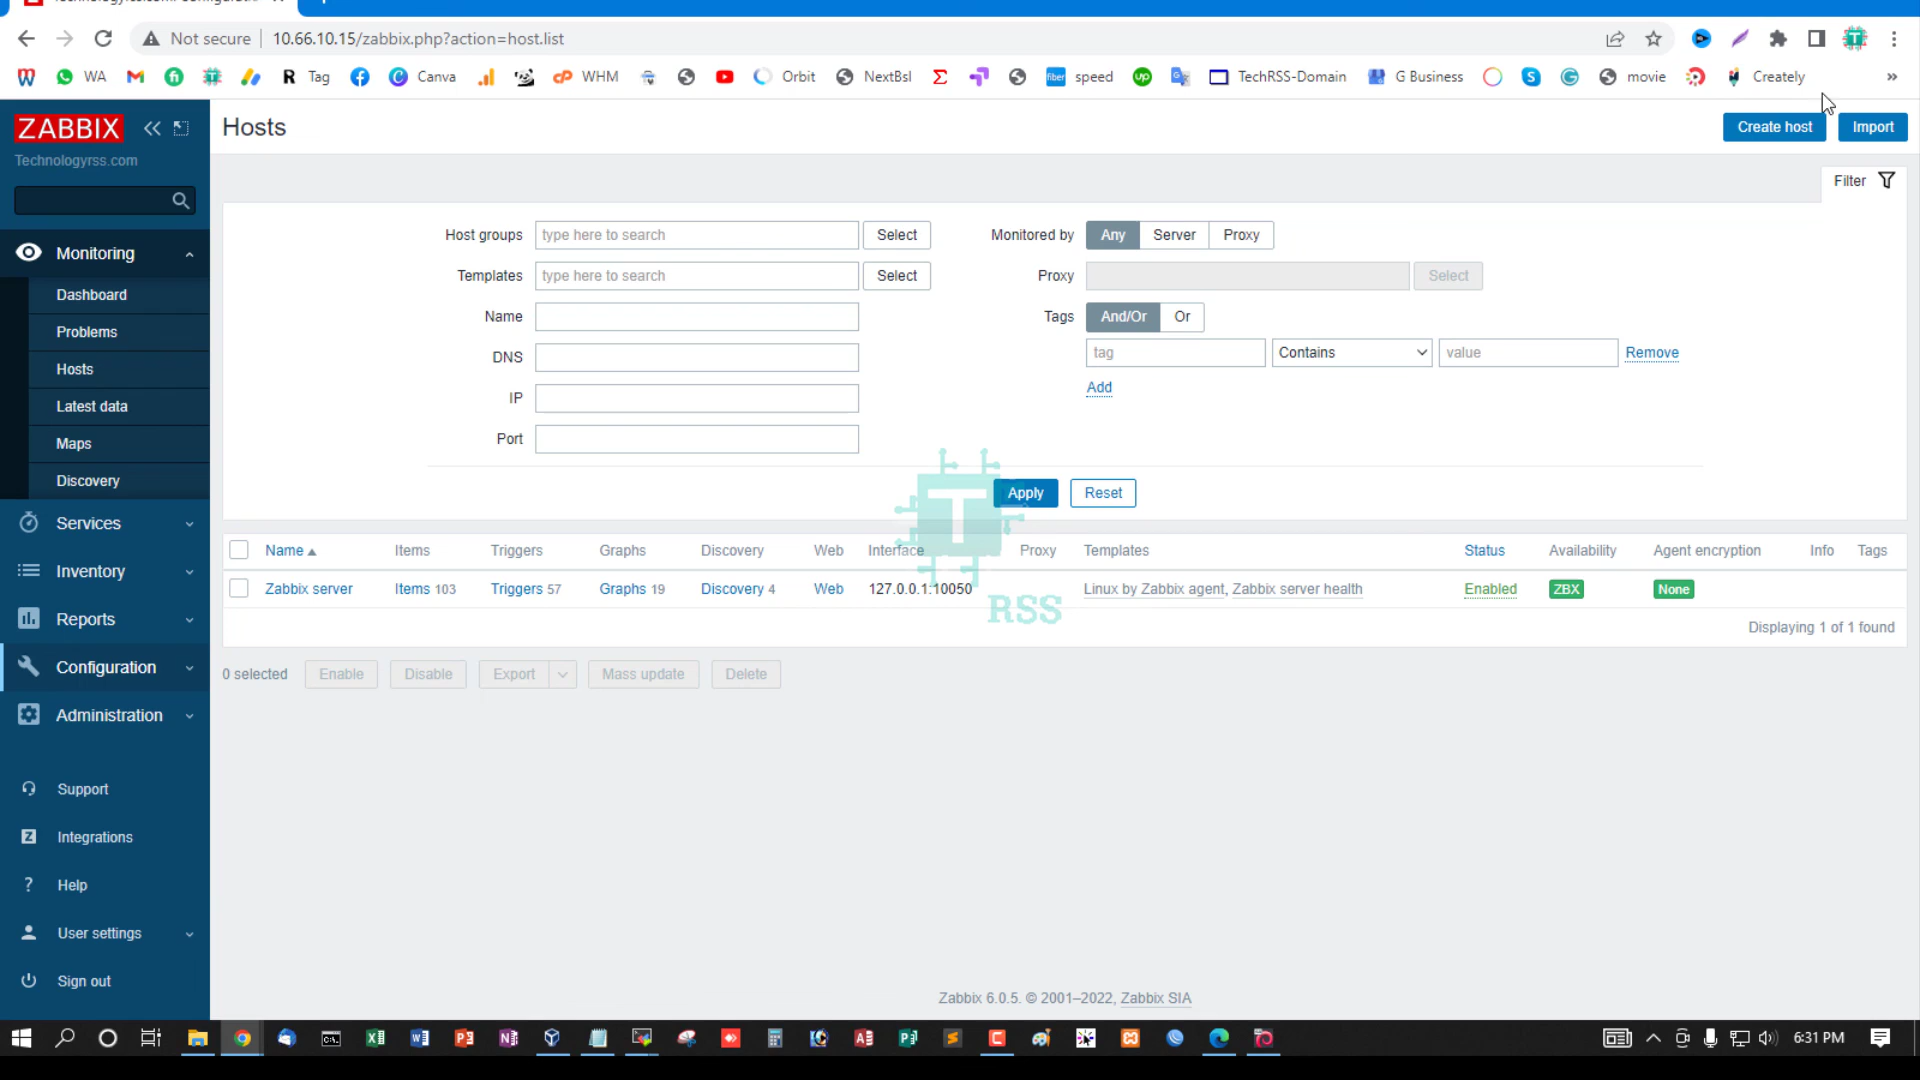 Not secure
10.66.10.15/zabbix.php?action=host.list
WA
Tag
Canva
WHM
Orbit
NextBsl
speed
TechRSS-Domain
G Business
movie
Creately
ZABBIX
Technologyrss.com
Hosts
Create host
Import
Filter
Monitoring
Dashboard
Problems
Hosts
Latest data
Maps
Discovery
Services
Inventory
Reports
Configuration
Administration
Support
Integrations
Help
User settings
Sign out
Host groups type here to search Select
Templates type here to search Select
Name
DNS
IP
Port
Monitored by Any Server Proxy
Proxy Select
Tags And/Or Or
tag Contains value Remove
Add
Apply Reset
Name Items Triggers Graphs Discovery Web Interface Proxy Templates Status Availability Agent encryption Info Tags
Zabbix server Items 103 Triggers 57 Graphs 19 Discovery 4 Web 127.0.0.1:10050 Linux by Zabbix agent, Zabbix server health Enabled ZBX None
T
RSS
Displaying 1 of 1 found
0 selected Enable Disable Export Mass update Delete
Zabbix 6.0.5. © 2001–2022, Zabbix SIA
6:31 PM